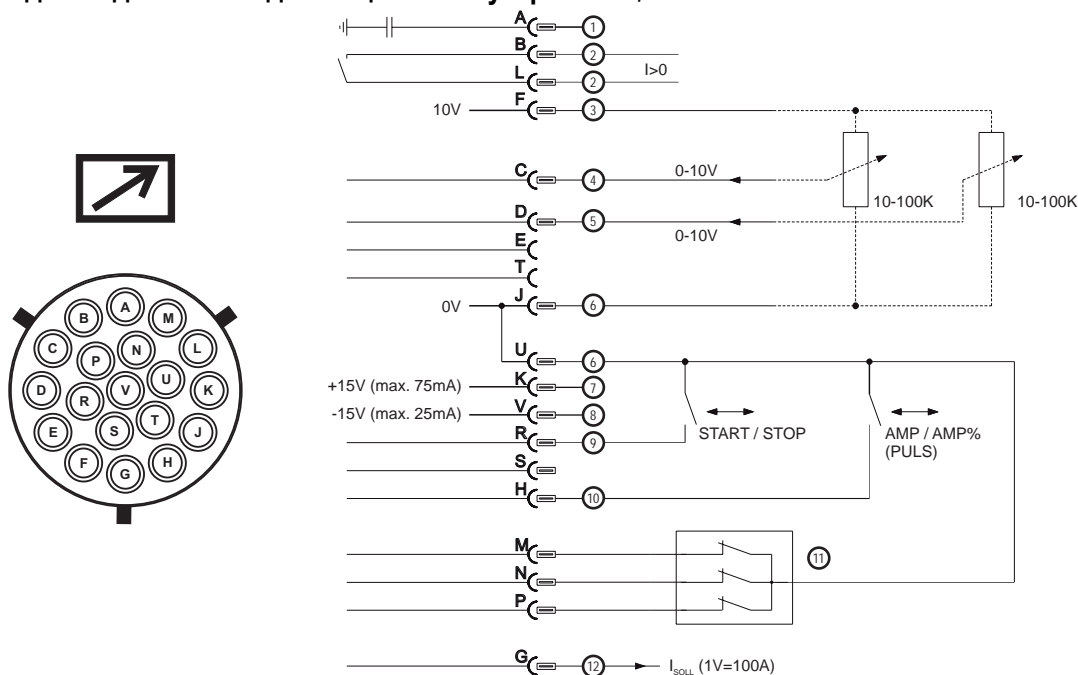 A 1
B 2
I>0
L 2
10V F 3
C 4 0-10V
10-100K 10-100K
D 5
0-10V
E
T
0V J 6
U 6
+15V (max. 75mA) K 7
-15V (max. 25mA) V 8
START / STOP AMP / AMP%
(PULS)
R 9
S
H 10
M 11
N
P
G 12 I_SOLL (1V=100A)
A
B M
C N L
P
D V U K
R
E S T J
F H
G